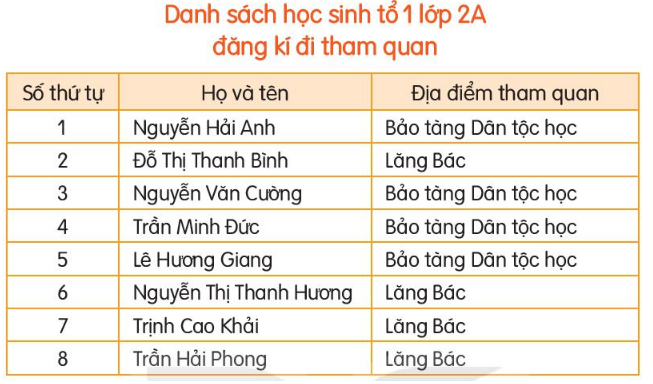 Danh sách học sinh tổ 1 lớp 2A
đăng kí đi tham quan
Số thứ tự Họ và tên Địa điểm tham quan
1 Nguyễn Hải Anh Bảo tàng Dân tộc học
2 Đỗ Thị Thanh Bình Lăng Bác
3 Nguyễn Văn Cường Bảo tàng Dân tộc học
4 Trần Minh Đức Bảo tàng Dân tộc học
5 Lê Hương Giang Bảo tàng Dân tộc học
6 Nguyễn Thị Thanh Hương Lăng Bác
7 Trịnh Cao Khải Lăng Bác
8 Trần Hải Phong Lăng Bác